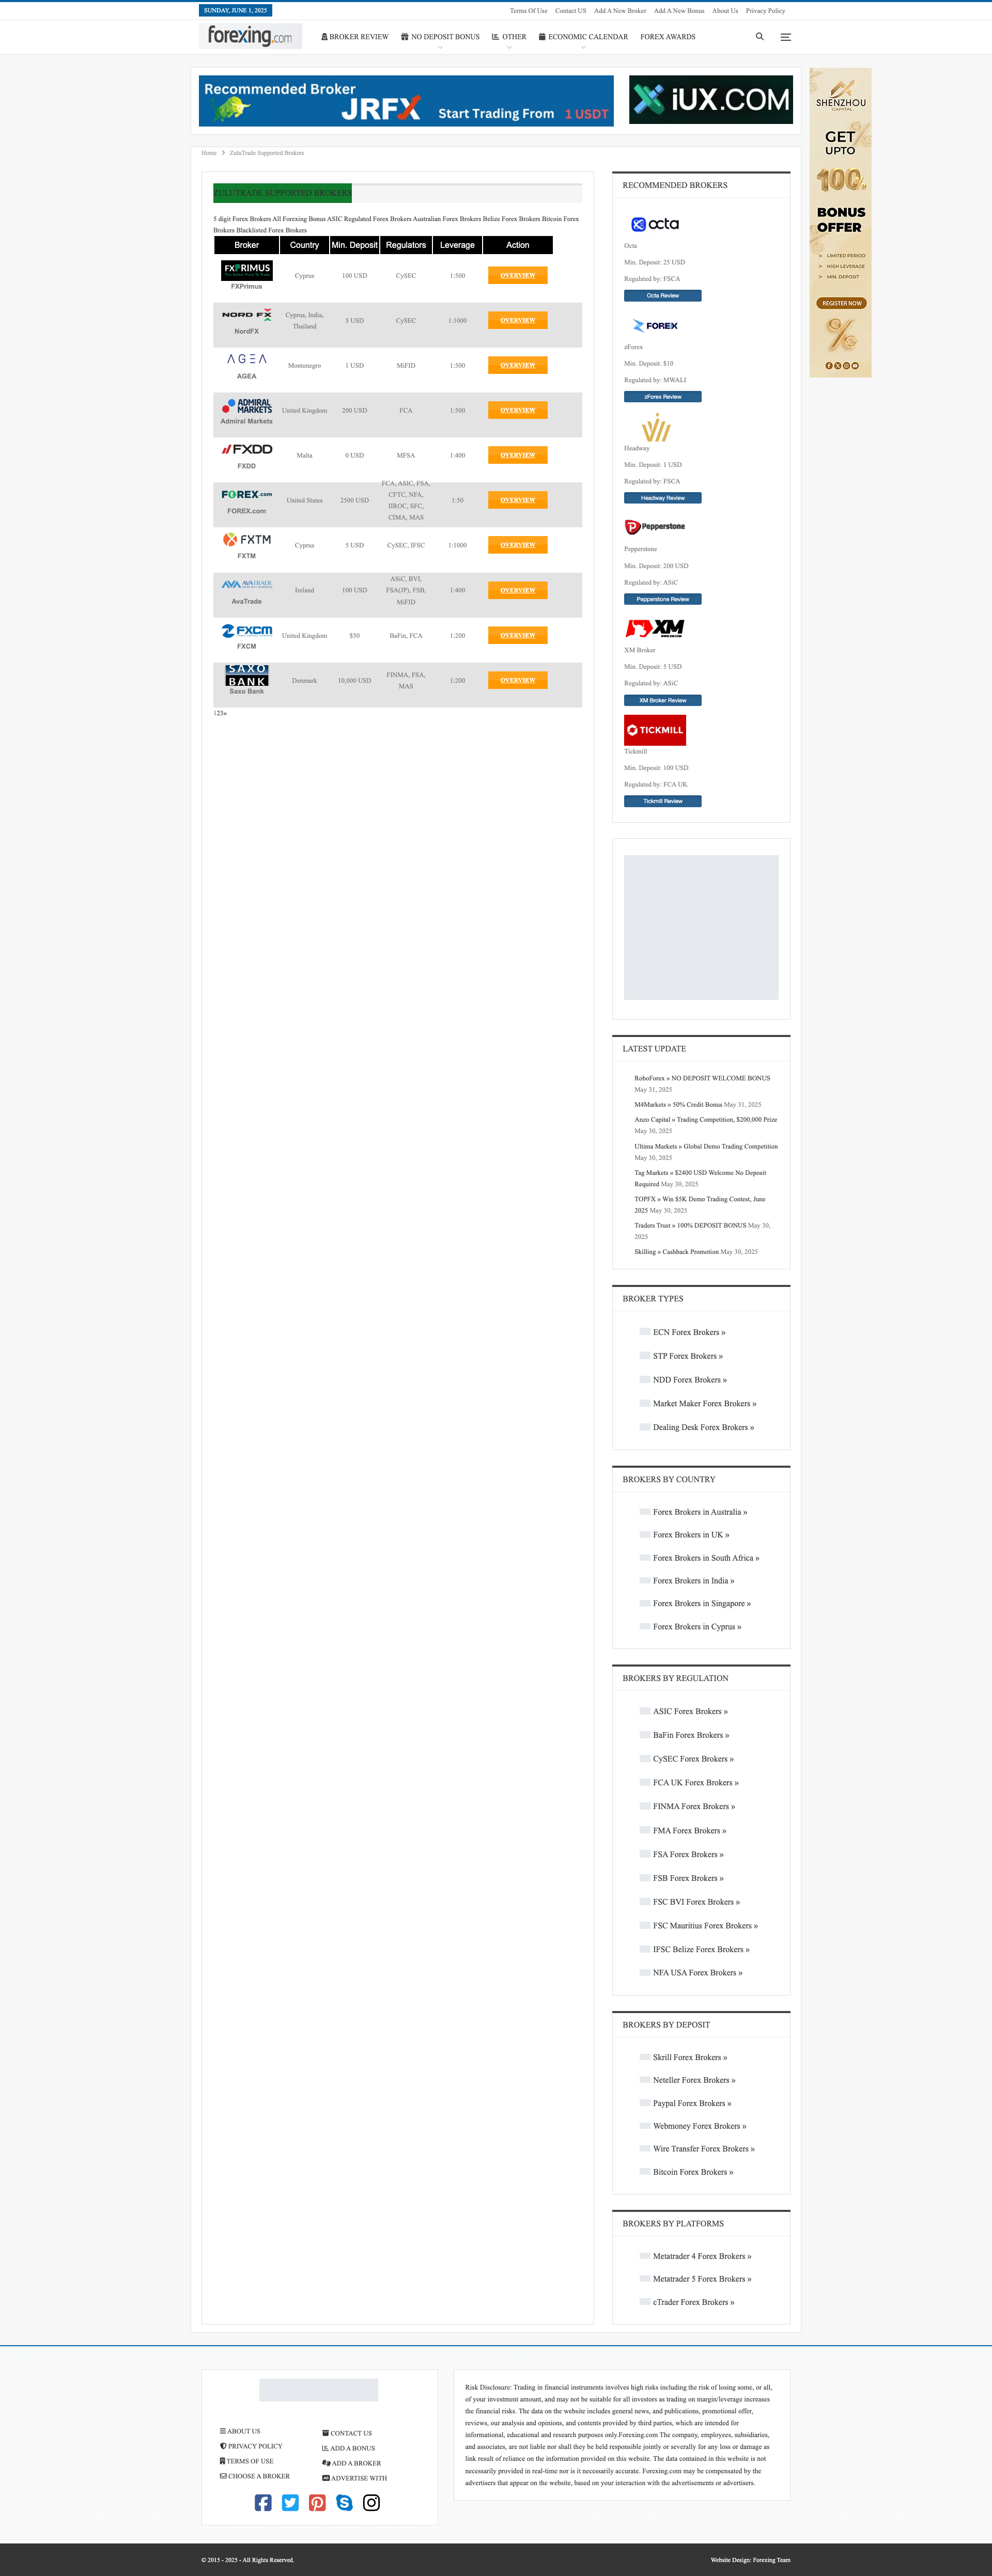 SUNDAY, JUNE 1, 2025
Terms Of Use Contact US Add A New Broker Add A New Bonus About Us Privacy Policy
forexing.com
BROKER REVIEW NO DEPOSIT BONUS OTHER ECONOMIC CALENDAR FOREX AWARDS
Recommended Broker
JRFX Start Trading From 1 USDT
iUX.COM
SHENZHOU
CAPITAL
GET
UPTO
100%
BONUS
OFFER
> LIMITED PERIOD
> HIGH LEVERAGE
> MIN. DEPOSIT
REGISTER NOW
%
Home > ZuluTrade Supported Brokers
ZULUTRADE SUPPORTED BROKERS
5 digit Forex Brokers All Forexing Bonus ASIC Regulated Forex Brokers Australian Forex Brokers Belize Forex Brokers Bitcoin Forex
Brokers Blacklisted Forex Brokers
Broker Country Min. Deposit Regulators Leverage Action
FXPRIMUS
FXPrimus Cyprus 100 USD CySEC 1:500 OVERVIEW
NORD FX
NordFX Cyprus, India,
Thailand 5 USD CySEC 1:1000 OVERVIEW
AGEA
AGEA Montenegro 1 USD MiFID 1:500 OVERVIEW
ADMIRAL
MARKETS
Admiral Markets United Kingdom 200 USD FCA 1:500 OVERVIEW
FXDD
FXDD Malta 0 USD MFSA 1:400 OVERVIEW
FOREX.com
FOREX.com United States 2500 USD FCA, ASIC, FSA,
CFTC, NFA,
IIROC, SFC,
CIMA, MAS 1:50 OVERVIEW
FXTM
FXTM Cyprus 5 USD CySEC, IFSC 1:1000 OVERVIEW
AVA AVATRADE
AvaTrade Ireland 100 USD ASiC, BVI,
FSA(JP), FSB,
MiFID 1:400 OVERVIEW
FXCM
FXCM United Kingdom $50 BaFin, FCA 1:200 OVERVIEW
SAXO
BANK
Saxo Bank Denmark 10,000 USD FINMA, FSA,
MAS 1:200 OVERVIEW
123»
RECOMMENDED BROKERS
octa
Octa
Min. Deposit: 25 USD
Regulated by: FSCA
Octa Review
FOREX
zForex
Min. Deposit: $10
Regulated by: MWALI
zForex Review
Headway
Min. Deposit: 1 USD
Regulated by: FSCA
Headway Review
Pepperstone
Pepperstone
Min. Deposit: 200 USD
Regulated by: ASiC
Pepperstone Review
XM
XM Broker
Min. Deposit: 5 USD
Regulated by: ASiC
XM Broker Review
TICKMILL
Tickmill
Min. Deposit: 100 USD
Regulated by: FCA UK
Tickmill Review
LATEST UPDATE
RoboForex » NO DEPOSIT WELCOME BONUS
May 31, 2025
M4Markets » 50% Credit Bonus May 31, 2025
Anzo Capital » Trading Competition, $200,000 Prize
May 30, 2025
Ultima Markets » Global Demo Trading Competition
May 30, 2025
Tag Markets » $2400 USD Welcome No Deposit
Required May 30, 2025
TOPFX » Win $5K Demo Trading Contest, June
2025 May 30, 2025
Traders Trust » 100% DEPOSIT BONUS May 30,
2025
Skilling » Cashback Promotion May 30, 2025
BROKER TYPES
ECN Forex Brokers »
STP Forex Brokers »
NDD Forex Brokers »
Market Maker Forex Brokers »
Dealing Desk Forex Brokers »
BROKERS BY COUNTRY
Forex Brokers in Australia »
Forex Brokers in UK »
Forex Brokers in South Africa »
Forex Brokers in India »
Forex Brokers in Singapore »
Forex Brokers in Cyprus »
BROKERS BY REGULATION
ASIC Forex Brokers »
BaFin Forex Brokers »
CySEC Forex Brokers »
FCA UK Forex Brokers »
FINMA Forex Brokers »
FMA Forex Brokers »
FSA Forex Brokers »
FSB Forex Brokers »
FSC BVI Forex Brokers »
FSC Mauritius Forex Brokers »
IFSC Belize Forex Brokers »
NFA USA Forex Brokers »
BROKERS BY DEPOSIT
Skrill Forex Brokers »
Neteller Forex Brokers »
Paypal Forex Brokers »
Webmoney Forex Brokers »
Wire Transfer Forex Brokers »
Bitcoin Forex Brokers »
BROKERS BY PLATFORMS
Metatrader 4 Forex Brokers »
Metatrader 5 Forex Brokers »
cTrader Forex Brokers »
ABOUT US
PRIVACY POLICY
TERMS OF USE
CHOOSE A BROKER
CONTACT US
ADD A BONUS
ADD A BROKER
ADVERTISE WITH
Risk Disclosure: Trading in financial instruments involves high risks including the risk of losing some, or all,
of your investment amount, and may not be suitable for all investors as trading on margin/leverage increases
the financial risks. The data on the website includes general news, and publications, promotional offer,
reviews, our analysis and opinions, and contents provided by third parties, which are intended for
informational, educational and research purposes only.Forexing.com The company, employees, subsidiaries,
and associates, are not liable nor shall they be held responsible jointly or severally for any loss or damage as
link result of reliance on the information provided on this website. The data contained in this website is not
necessarily provided in real-time nor is it necessarily accurate. Forexing.com may be compensated by the
advertisers that appear on the website, based on your interaction with the advertisements or advertisers.
© 2015 - 2025 - All Rights Reserved.
Website Design: Forexing Team